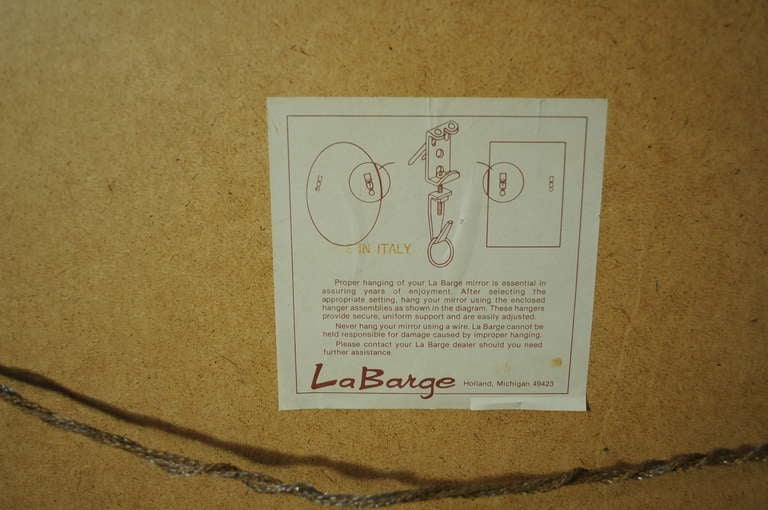 IN ITALY
Proper hanging of your La Barge mirror is essential in
assuring years of enjoyment. After selecting the
appropriate setting, hang your mirror using the enclosed
hanger assemblies as shown in the diagram. These hangers
provide secure, uniform support and are easily adjusted.
Never hang your mirror using a wire. La Barge cannot be
held responsible for damage caused by improper hanging.
Please contact your La Barge dealer should you need
further assistance.
LaBarge Holland, Michigan 49423